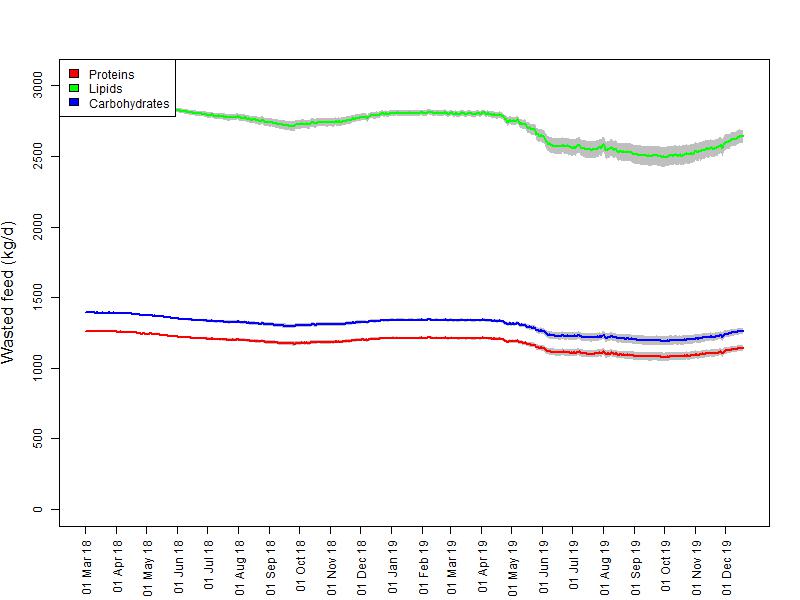 Proteins
Lipids
Carbohydrates
Wasted feed (kg/d)
3000
2500
2000
1500
1000
500
0
01 Mar 18
01 Apr 18
01 May 18
01 Jun 18
01 Jul 18
01 Aug 18
01 Sep 18
01 Oct 18
01 Nov 18
01 Dec 18
01 Jan 19
01 Feb 19
01 Mar 19
01 Apr 19
01 May 19
01 Jun 19
01 Jul 19
01 Aug 19
01 Sep 19
01 Oct 19
01 Nov 19
01 Dec 19